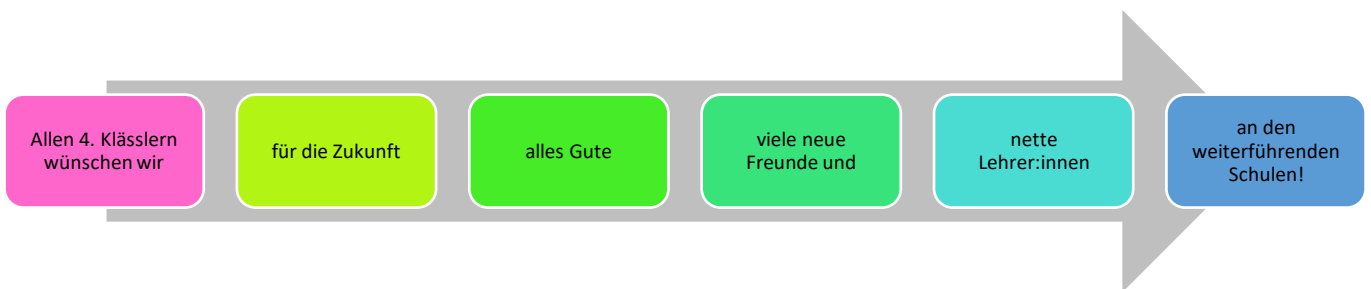 Allen 4. Klässlern
wünschen wir
für die Zukunft
alles Gute
viele neue
Freunde und
nette
Lehrer:innen
an den
weiterführenden
Schulen!